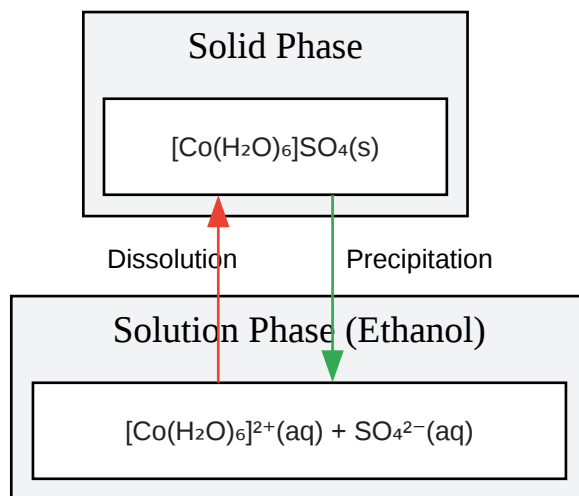 Solid Phase
[Co(H₂O)₆]SO₄(s)
Dissolution
Precipitation
Solution Phase (Ethanol)
[Co(H₂O)₆]²⁺(aq) + SO₄²⁻(aq)